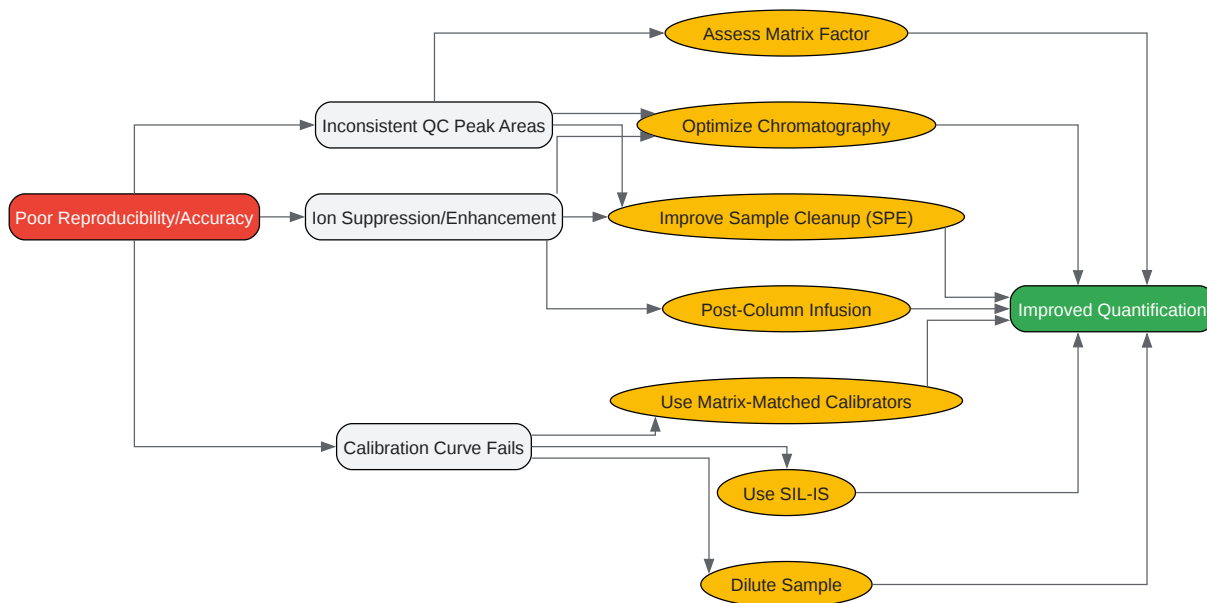 Assess Matrix Factor
Inconsistent QC Peak Areas
Optimize Chromatography
Poor Reproducibility/Accuracy
Ion Suppression/Enhancement
Improve Sample Cleanup (SPE)
Post-Column Infusion
Improved Quantification
Use Matrix-Matched Calibrators
Calibration Curve Fails
Use SIL-IS
Dilute Sample